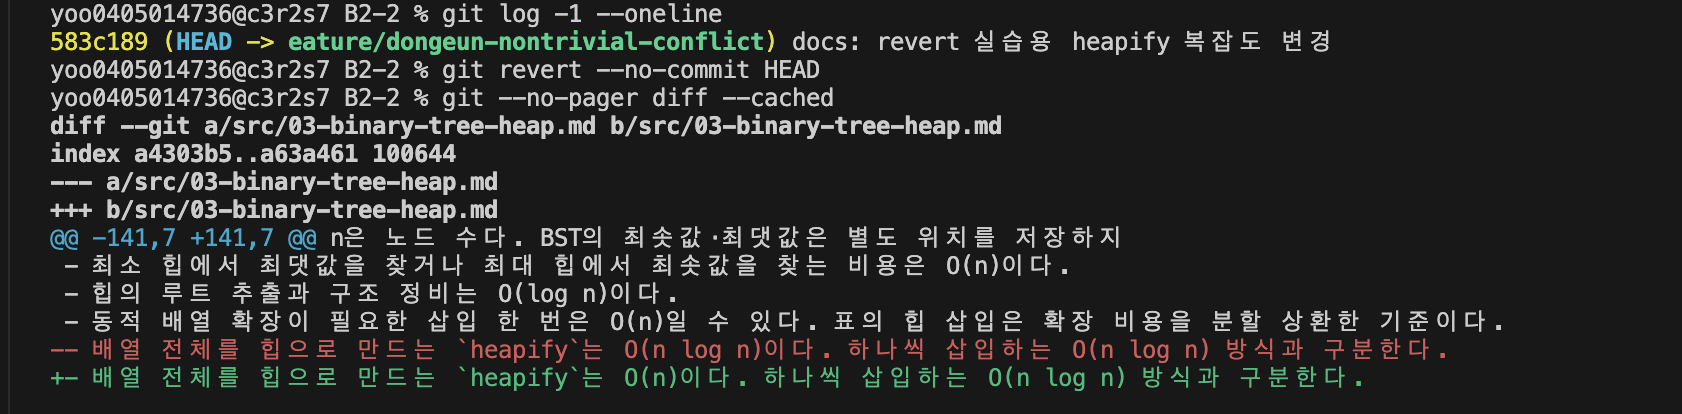 yoo0405014736@c3r2s7 B2-2 % git log -1 --oneline
583c189 (HEAD -> eature/dongeun-nontrivial-conflict) docs: revert 실습용 heapify 복잡도 변경
yoo0405014736@c3r2s7 B2-2 % git revert --no-commit HEAD
yoo0405014736@c3r2s7 B2-2 % git --no-pager diff --cached
diff --git a/src/03-binary-tree-heap.md b/src/03-binary-tree-heap.md
index a4303b5..a63a461 100644
--- a/src/03-binary-tree-heap.md
+++ b/src/03-binary-tree-heap.md
@@ -141,7 +141,7 @@ n은 노드 수다. BST의 최솟값·최댓값은 별도 위치를 저장하지
 - 최소 힙에서 최댓값을 찾거나 최대 힙에서 최솟값을 찾는 비용은 O(n)이다.
 - 힙의 루트 추출과 구조 정비는 O(log n)이다.
 - 동적 배열 확장이 필요한 삽입 한 번은 O(n)일 수 있다. 표의 힙 삽입은 확장 비용을 분할 상환한 기준이다.
-- 배열 전체를 힙으로 만드는 `heapify`는 O(n log n)이다. 하나씩 삽입하는 O(n log n) 방식과 구분한다.
+- 배열 전체를 힙으로 만드는 `heapify`는 O(n)이다. 하나씩 삽입하는 O(n log n) 방식과 구분한다.